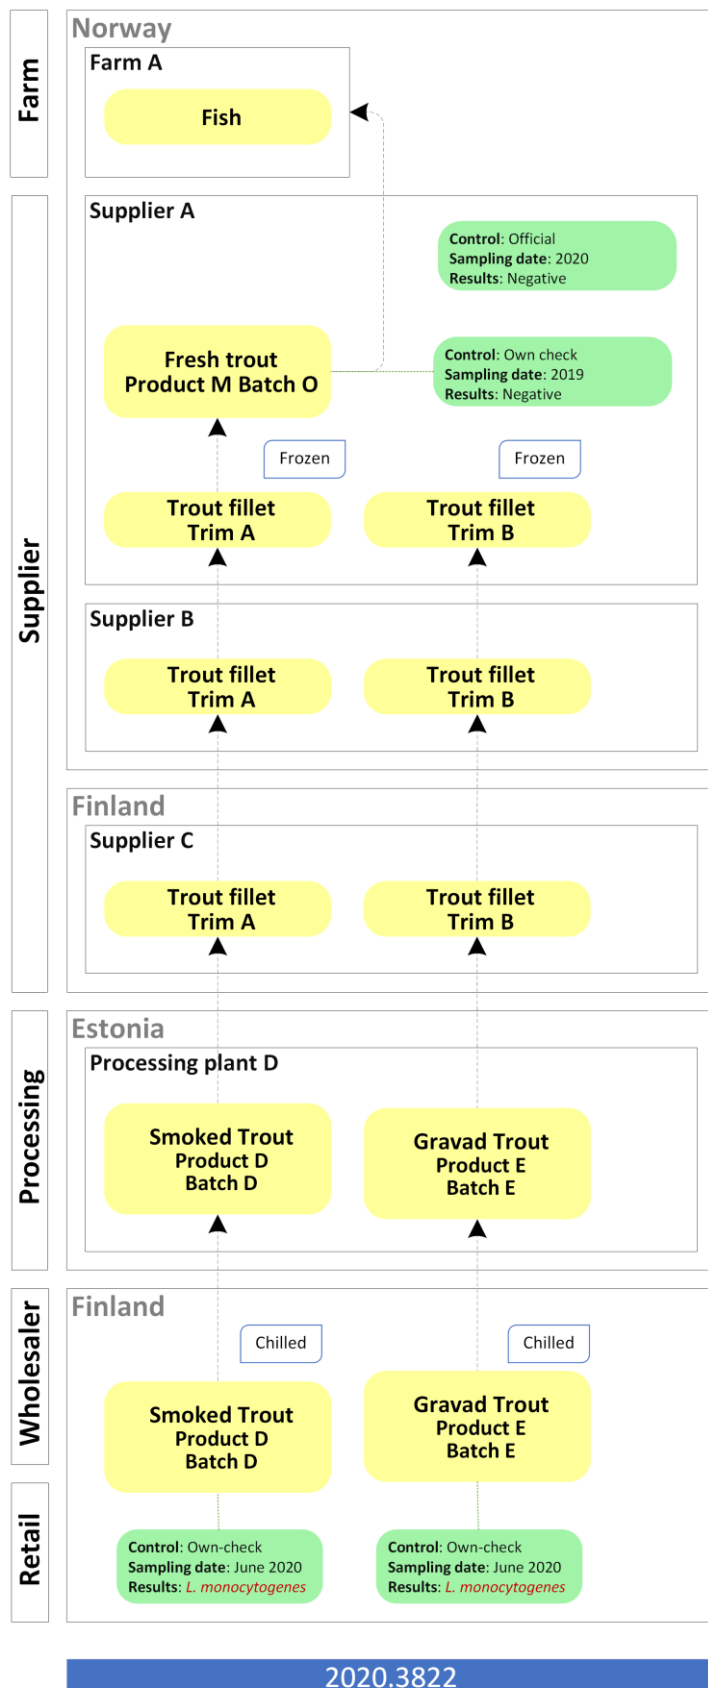 Norway
Farm
Farm A
Fish
Supplier
Supplier A
Control: Official
Sampling date: 2020
Results: Negative
Fresh trout
Product M Batch O
Control: Own check
Sampling date: 2019
Results: Negative
Frozen
Frozen
Trout fillet
Trim A
Trout fillet
Trim B
Supplier B
Trout fillet
Trim A
Trout fillet
Trim B
Finland
Supplier C
Trout fillet
Trim A
Trout fillet
Trim B
Processing
Estonia
Processing plant D
Smoked Trout
Product D
Batch D
Gravad Trout
Product E
Batch E
Wholesaler
Finland
Chilled
Chilled
Smoked Trout
Product D
Batch D
Gravad Trout
Product E
Batch E
Retail
Control: Own-check
Sampling date: June 2020
Results: L. monocytogenes
Control: Own-check
Sampling date: June 2020
Results: L. monocytogenes
2020.3822